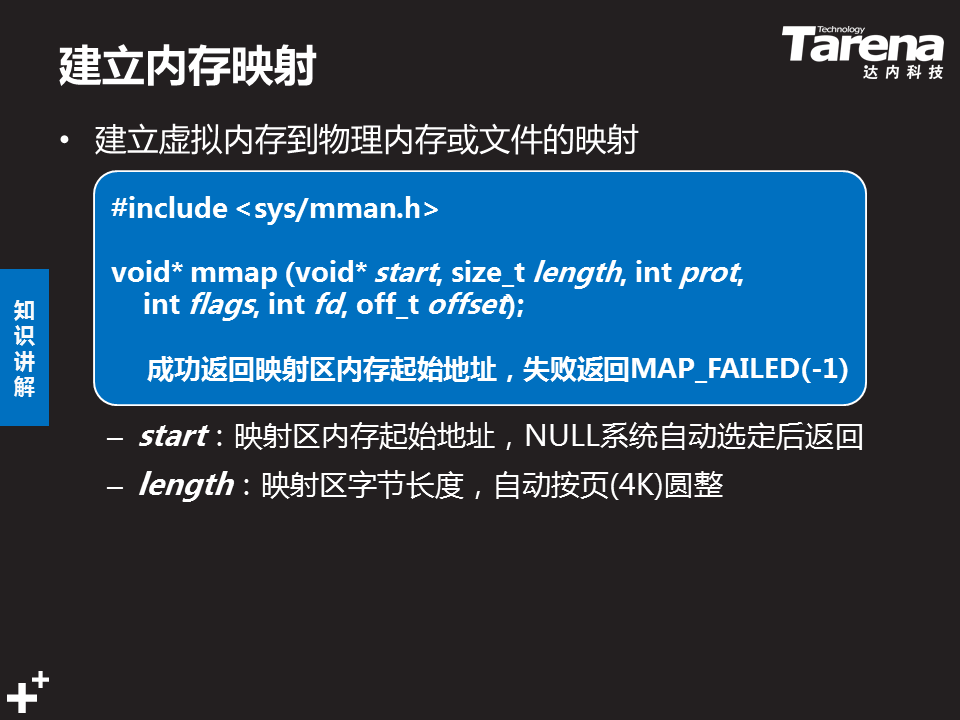 建立内存映射
Technology
Tarena
达内科技
• 建立虚拟内存到物理内存或文件的映射
#include <sys/mman.h>
void* mmap (void* start, size_t length, int prot,
int flags, int fd, off_t offset);
成功返回映射区内存起始地址，失败返回MAP_FAILED(-1)
知
识
讲
解
– start：映射区内存起始地址，NULL系统自动选定后返回
– length：映射区字节长度，自动按页(4K)圆整